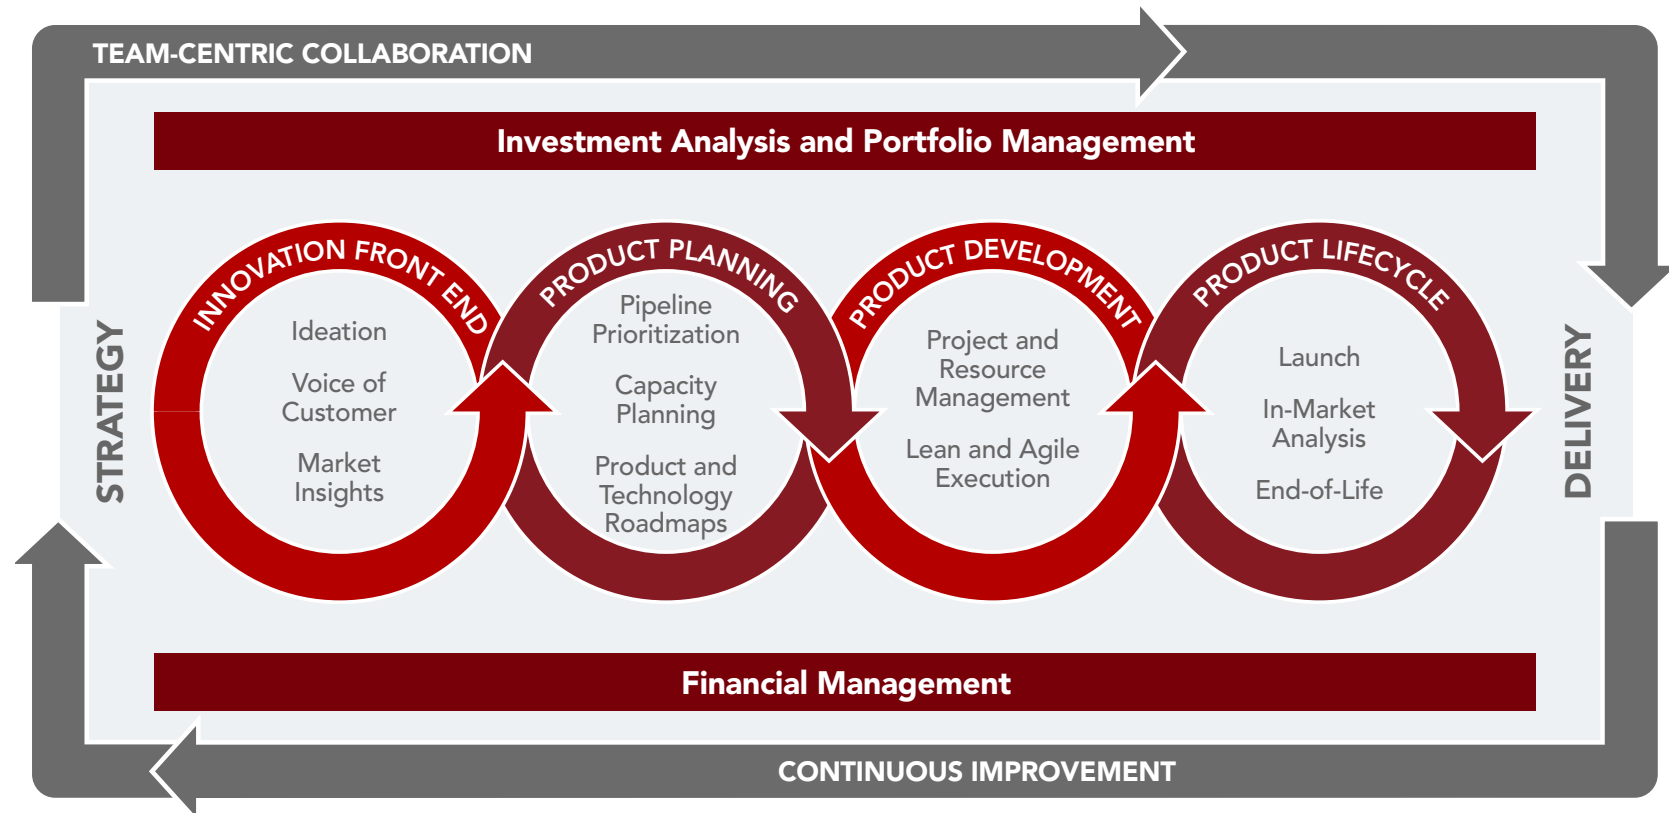 TEAM-CENTRIC COLLABORATION
Investment Analysis and Portfolio Management
STRATEGY
INNOVATION FRONT END
Ideation
Voice of
Customer
Market
Insights
PRODUCT PLANNING
Pipeline
Prioritization
Capacity
Planning
Product and
Technology
Roadmaps
PRODUCT DEVELOPMENT
Project and
Resource
Management
Lean and Agile
Execution
PRODUCT LIFECYCLE
Launch
In-Market
Analysis
End-of-Life
DELIVERY
Financial Management
CONTINUOUS IMPROVEMENT